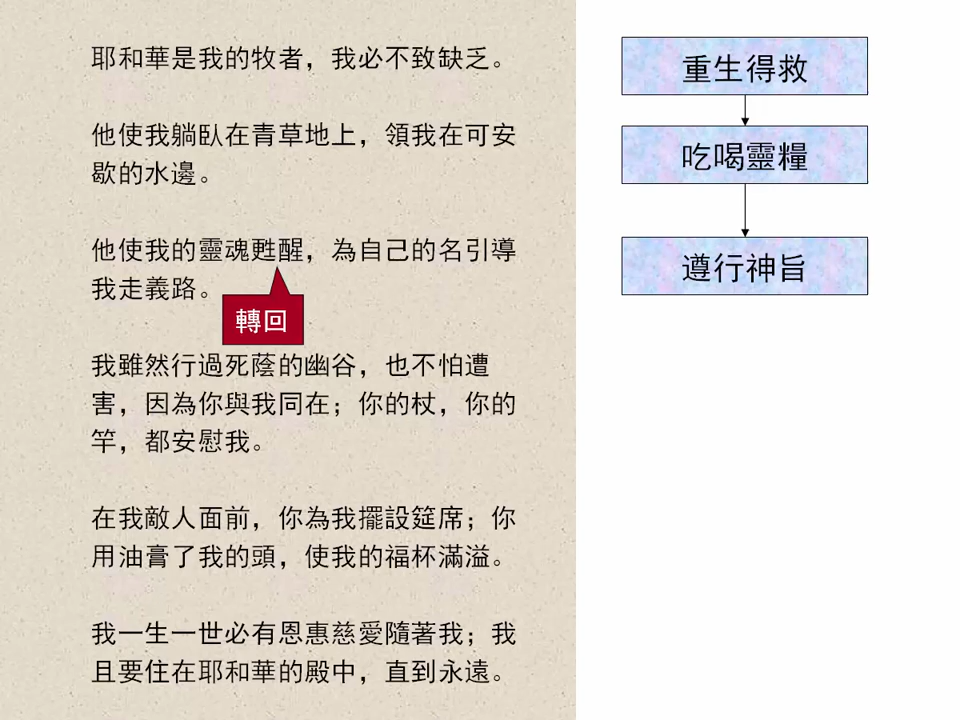 耶和華是我的牧者，我必不致缺乏。
他使我躺臥在青草地上，領我在可安
歇的水邊。
他使我的靈魂甦醒，為自己的名引導
我走義路。
轉回
我雖然行過死蔭的幽谷，也不怕遭
害，因為你與我同在；你的杖，你的
竿，都安慰我。
在我敵人面前，你為我擺設筵席；你
用油膏了我的頭，使我的福杯滿溢。
我一生一世必有恩惠慈愛隨著我；我
且要住在耶和華的殿中，直到永遠。
重生得救
吃喝靈糧
遵行神旨